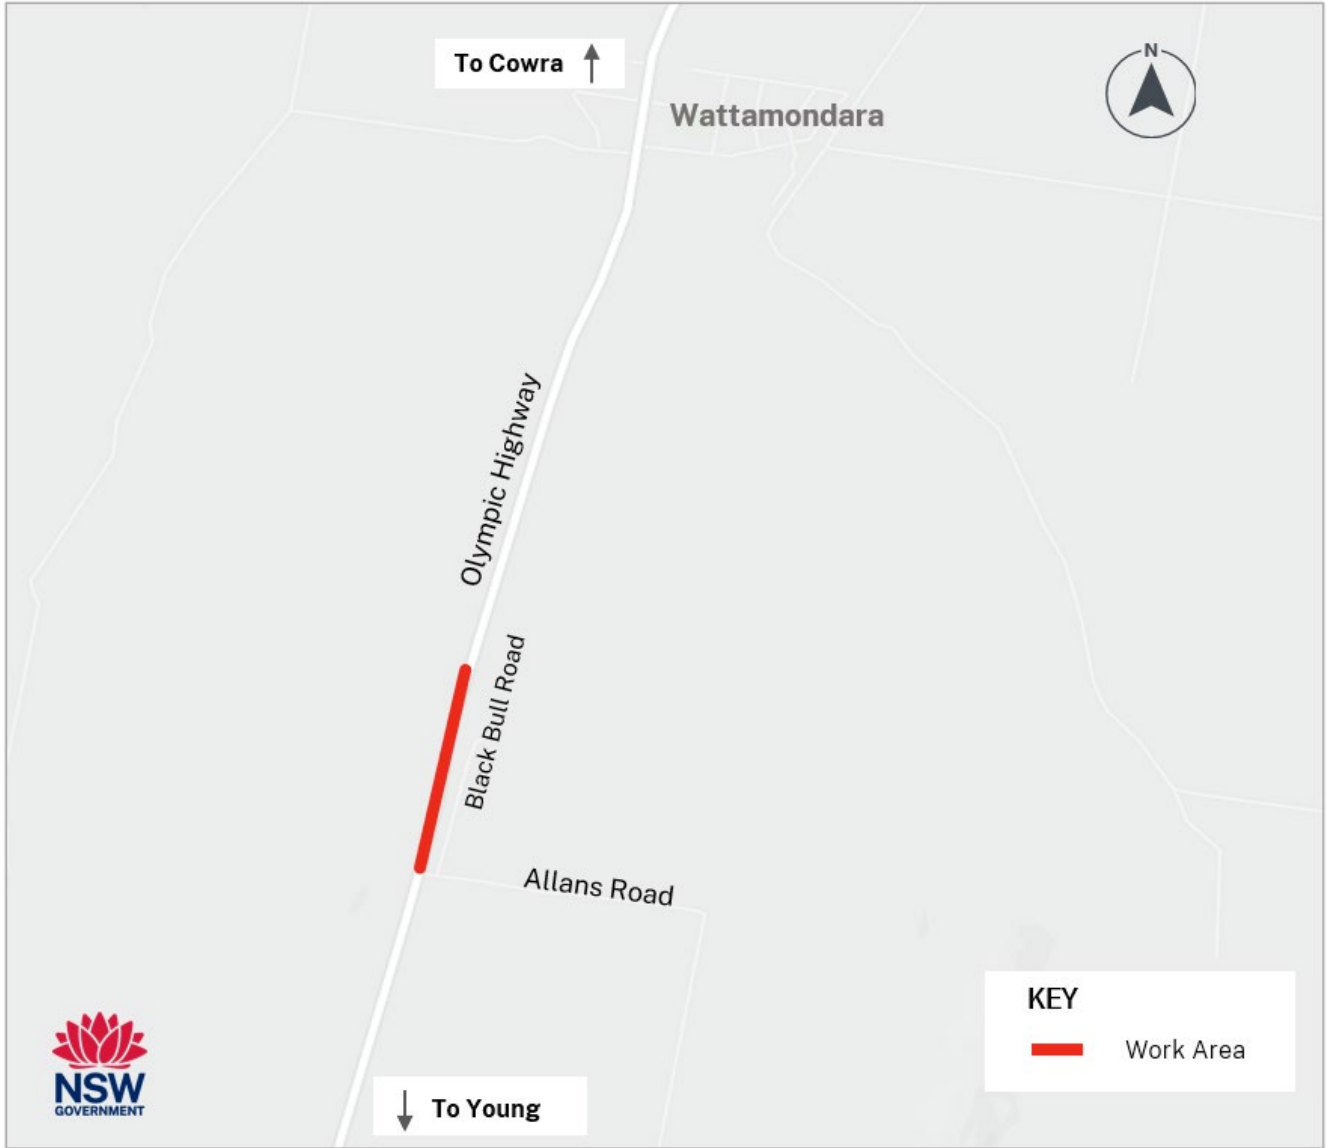 To Cowra
N
Wattamondara
Olympic Highway
Black Bull Road
Allans Road
KEY
Work Area
NSW
GOVERNMENT
To Young